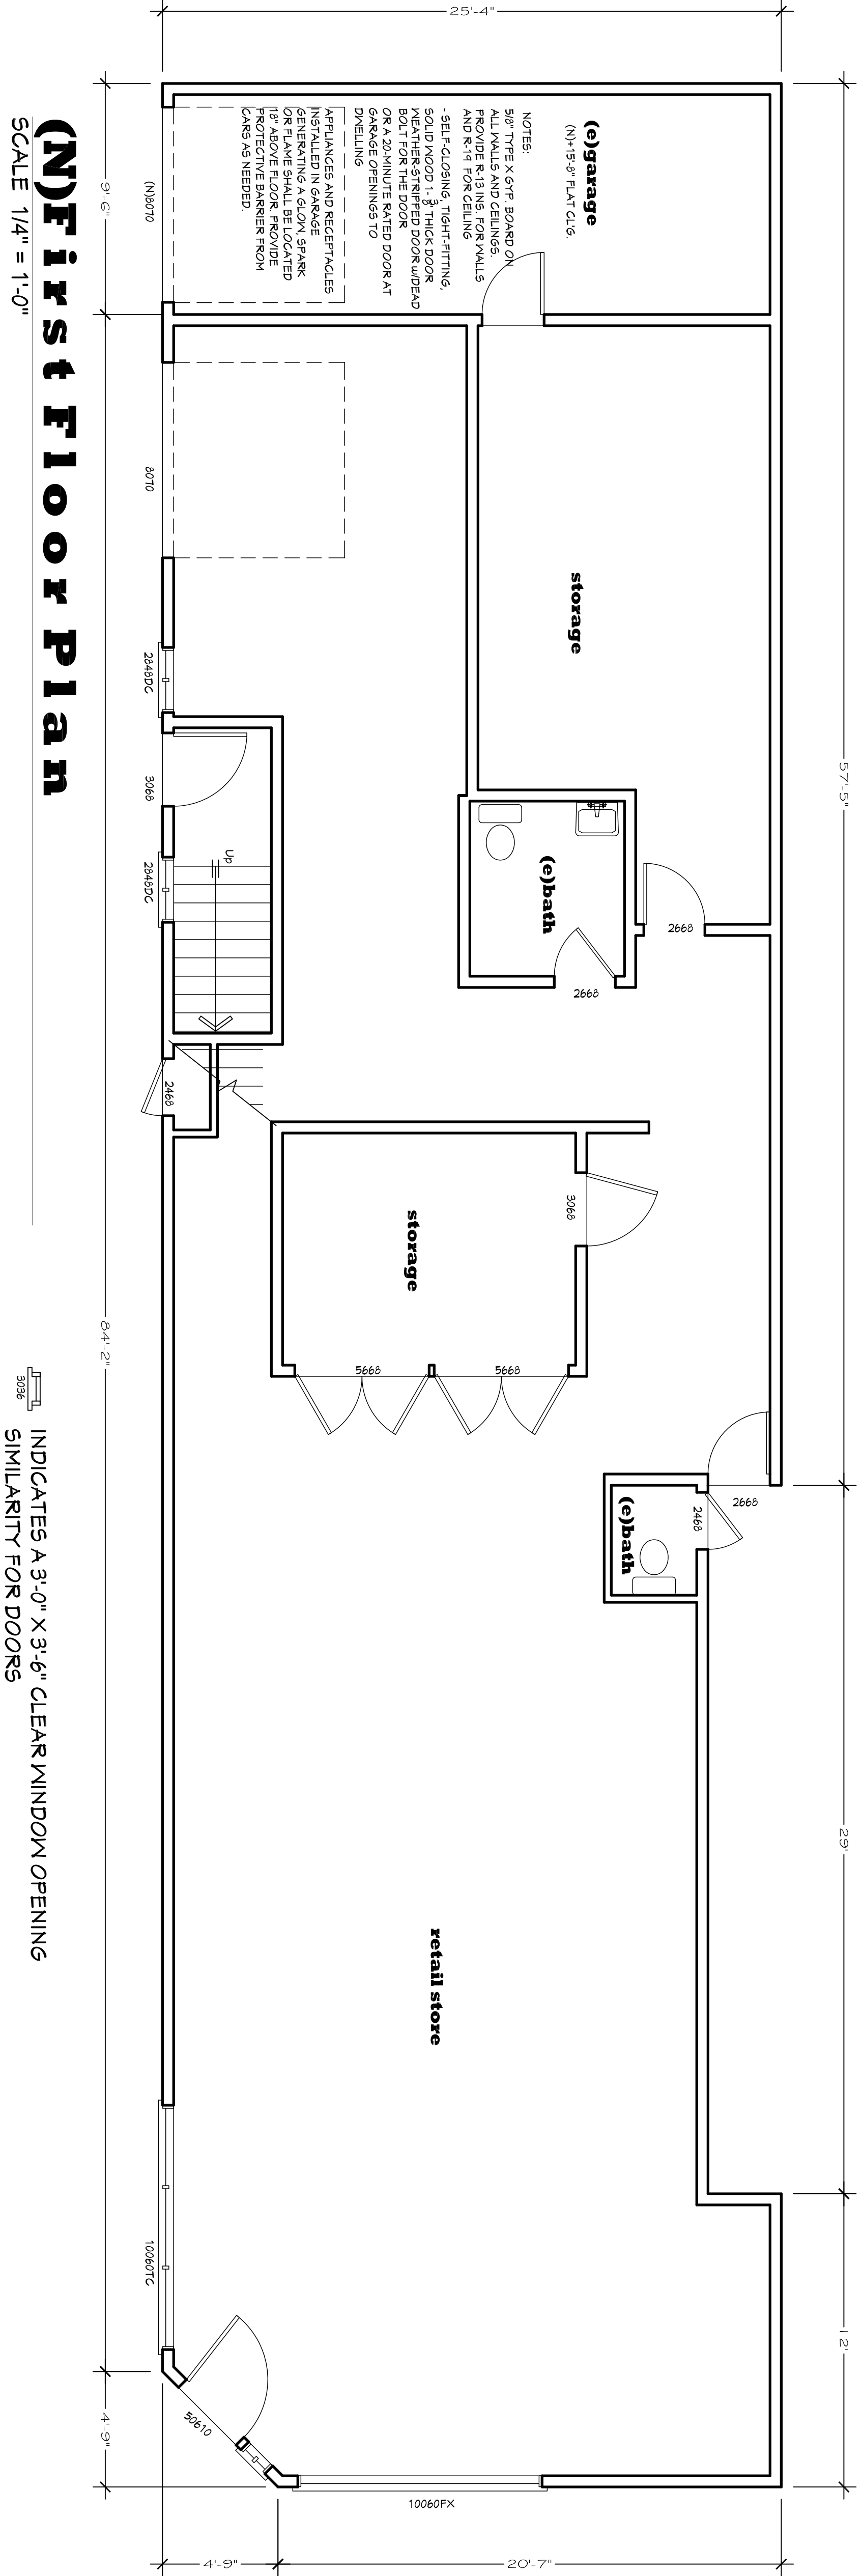 25'-4"
57'-5"
29'
12'
(e)garage
(N)+15'-8" FLAT CL'G.
NOTES:
5/8" TYPE X GYP. BOARD ON
ALL WALLS AND CEILINGS.
PROVIDE R-13 INS. FOR WALLS
AND R-19 FOR CEILING
- SELF-CLOSING, TIGHT-FITTING,
SOLID WOOD 1- 3/8" THICK DOOR
WEATHER-STRIPPED DOOR w/DEAD
BOLT FOR THE DOOR
OR A 20-MINUTE RATED DOOR AT
GARAGE OPENINGS TO
DWELLING
APPLIANCES AND RECEPTACLES
INSTALLED IN GARAGE
GENERATING A GLOW, SPARK
OR FLAME SHALL BE LOCATED
18" ABOVE FLOOR. PROVIDE
PROTECTIVE BARRIER FROM
CARS AS NEEDED.
storage
(e)bath
2668
2668
Up
storage
3068
5668
5668
(e)bath
2468
2668
retail store
(N)8070
8070
2848DC
3068
2848DC
2468
10060TC
50610
10060FX
9'-6"
84'-2"
4'-9"
4'-9"
20'-7"
(N)First Floor Plan
SCALE 1/4" = 1'-0"
3036
INDICATES A 3'-0" X 3'-6" CLEAR WINDOW OPENING
SIMILARITY FOR DOORS